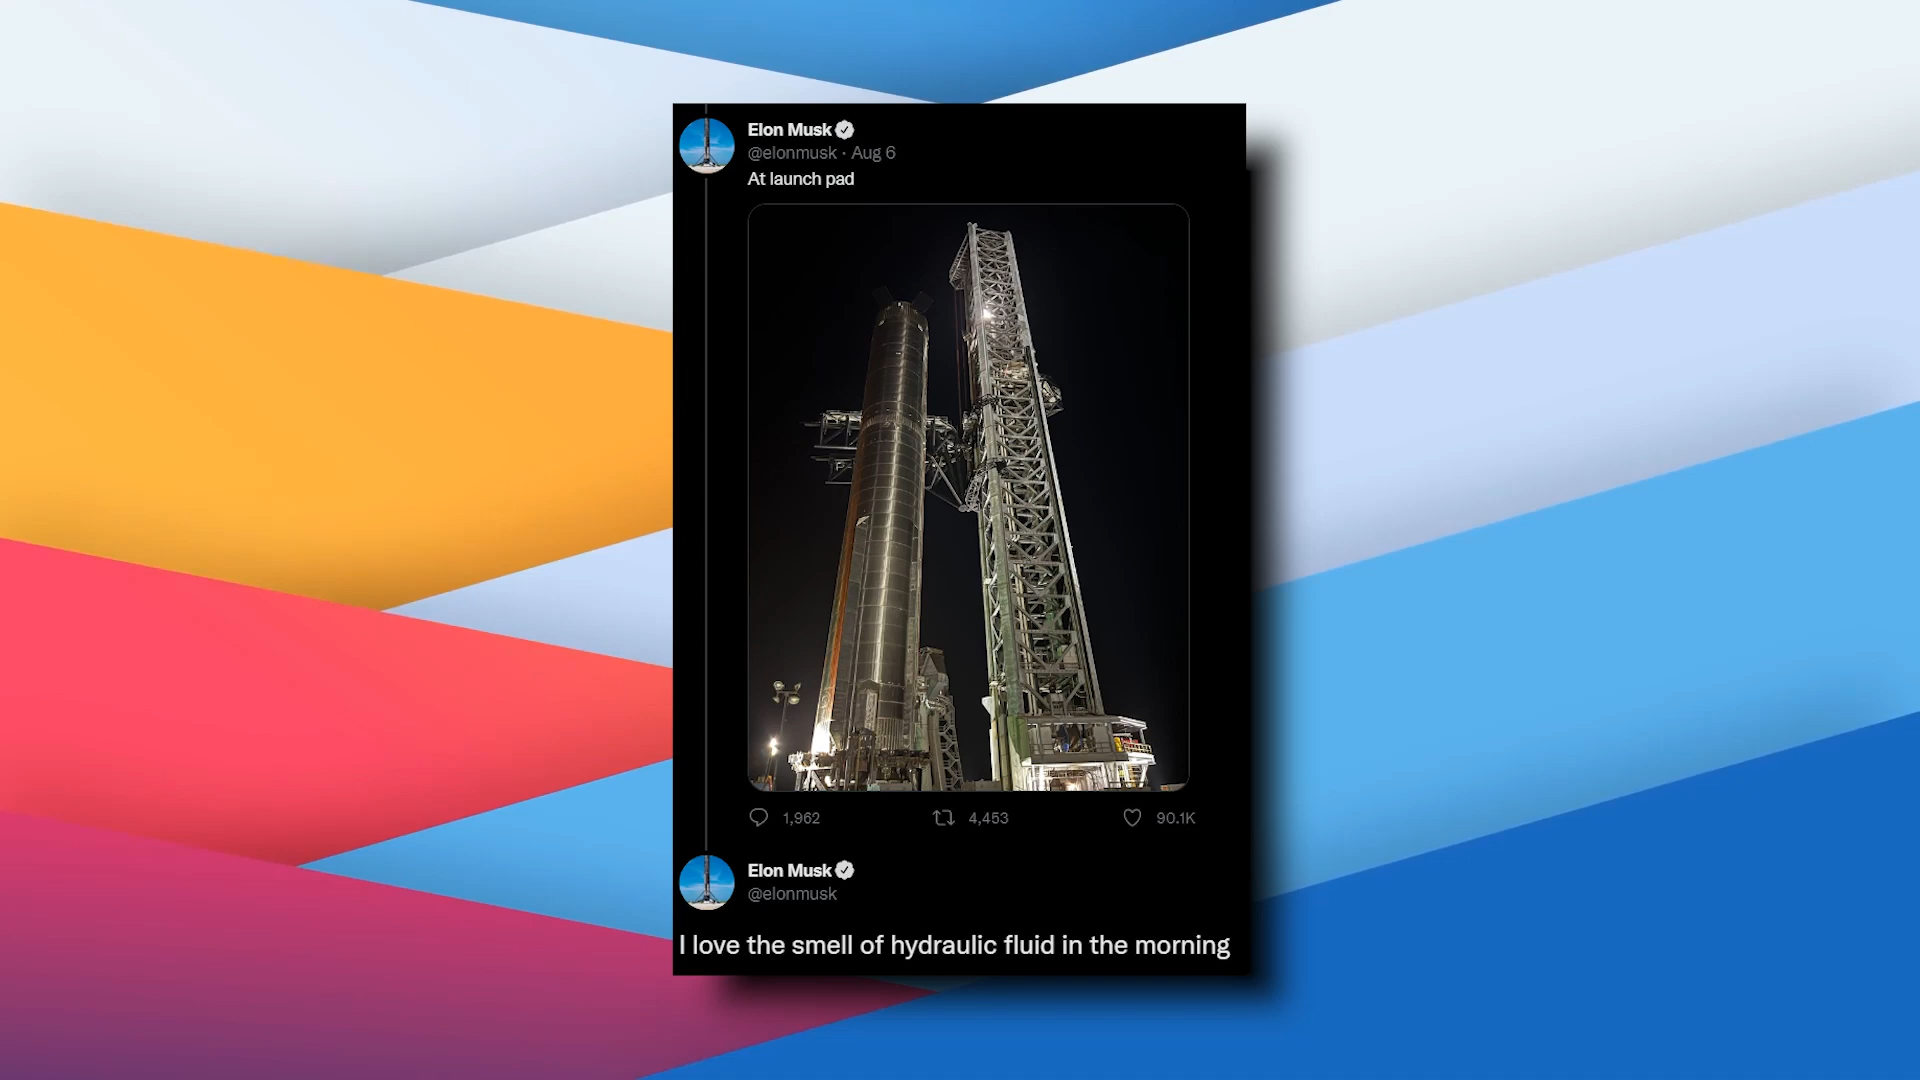 Elon Musk
@elonmusk · Aug 6
At launch pad
1,962 4,453 90.1K
Elon Musk
@elonmusk
I love the smell of hydraulic fluid in the morning